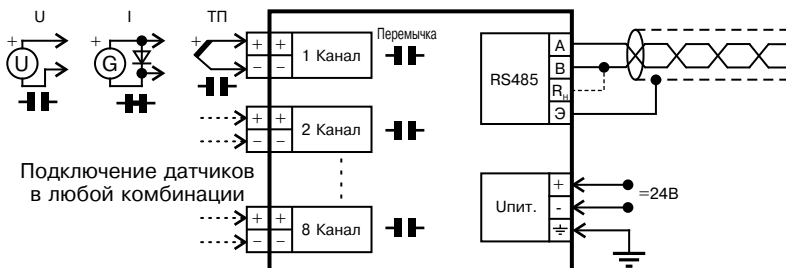 U I ТП
+ + +
U G
+ + 1 Канал
− −
Перемычка
+ + 2 Канал
− −
Подключение датчиков
в любой комбинации
+ + 8 Канал
− −
RS485
A
B
Rн
Э
Uпит.
+
-
=24В